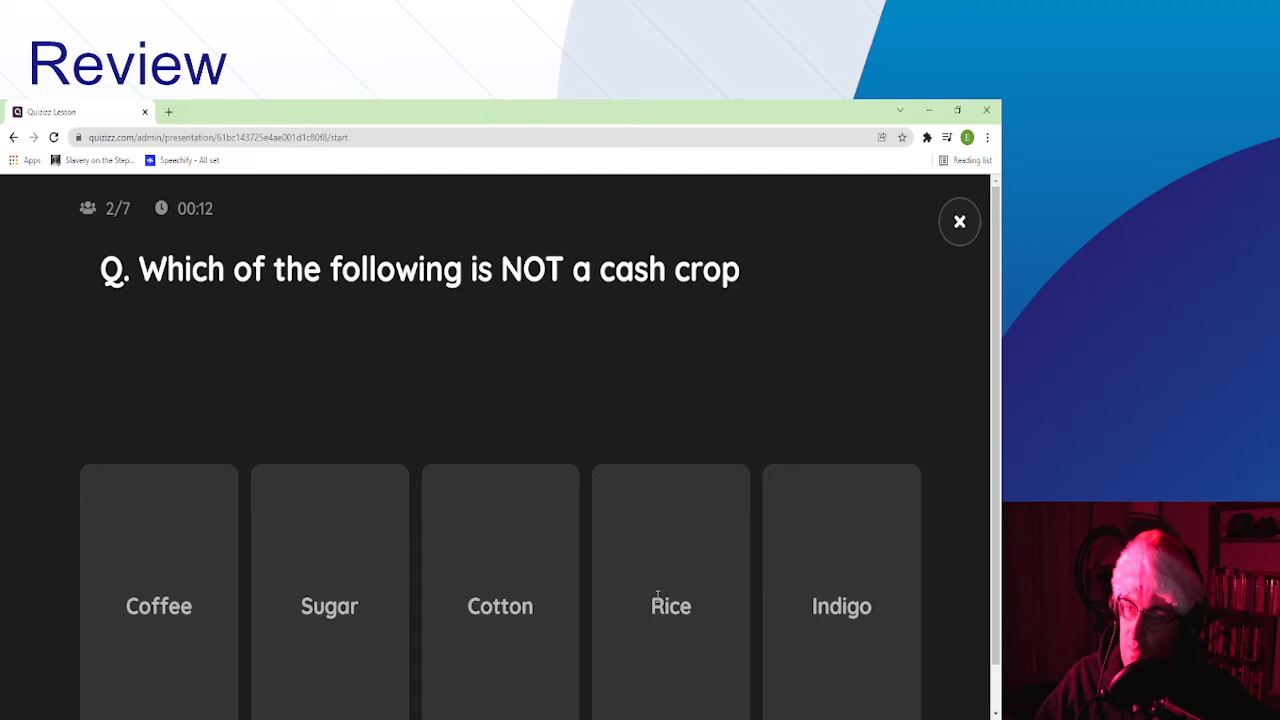 Review
Quizizz Lesson
quizizz.com/admin/presentation/61bc143725e4ae001d1c80f8/start
Apps
Slavery on the Step...
Speechify - All set
Reading list
2/7
00:12
Q. Which of the following is NOT a cash crop
Coffee
Sugar
Cotton
Rice
Indigo